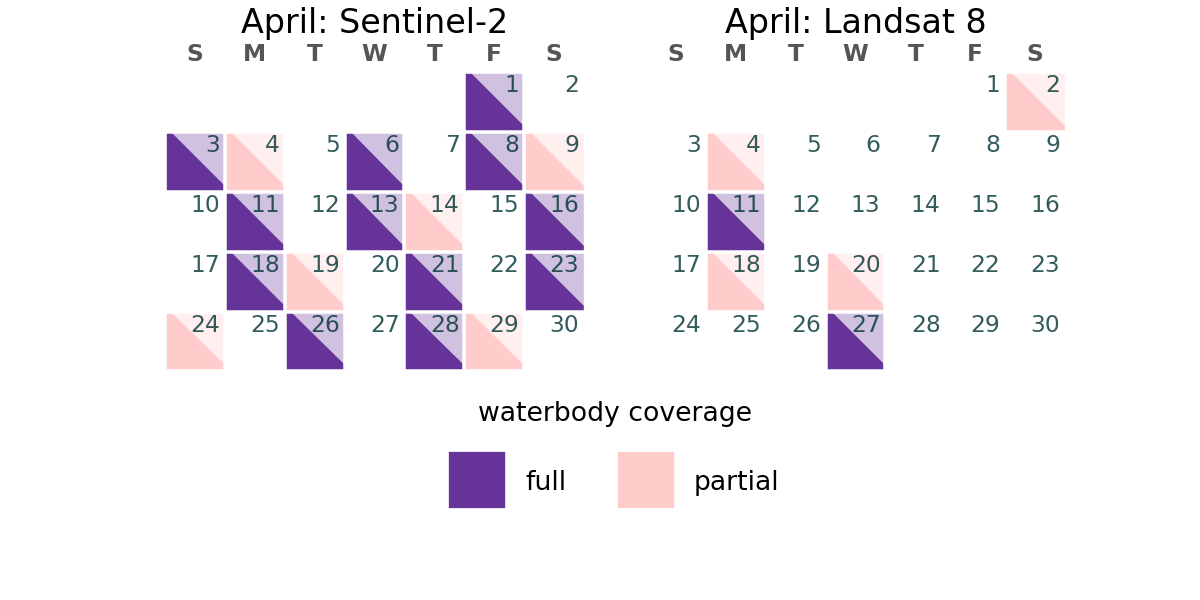 April: Sentinel-2
S M T W T F S
1 2
3 4 5 6 7 8 9
10 11 12 13 14 15 16
17 18 19 20 21 22 23
24 25 26 27 28 29 30
April: Landsat 8
S M T W T F S
1 2
3 4 5 6 7 8 9
10 11 12 13 14 15 16
17 18 19 20 21 22 23
24 25 26 27 28 29 30
waterbody coverage
full
partial